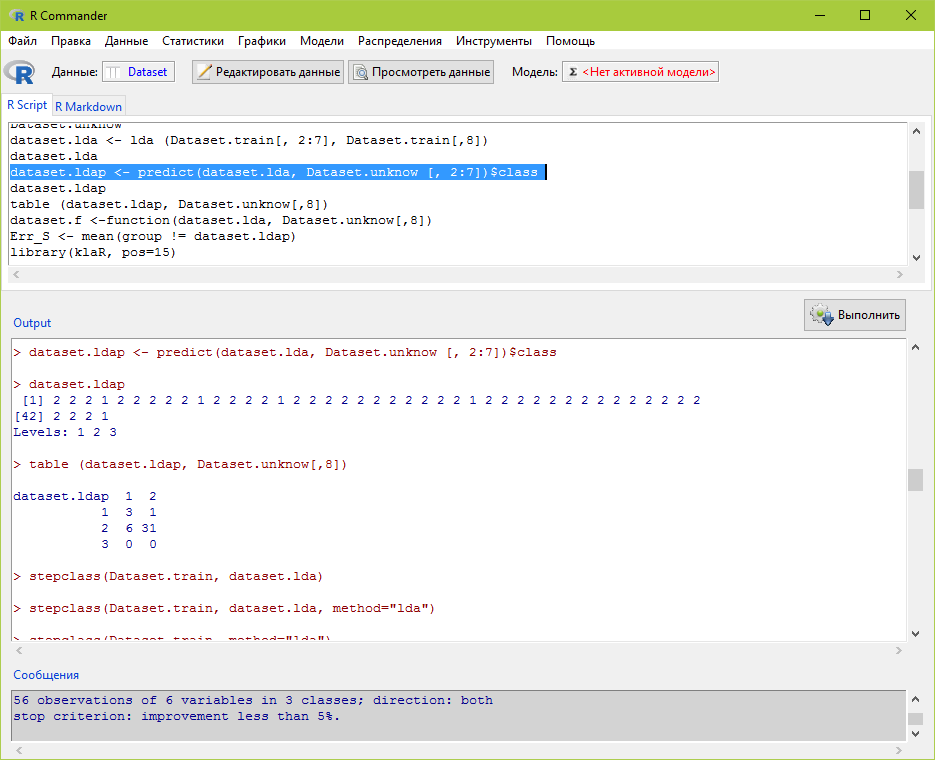 R Commander
Файл Правка Данные Статистики Графики Модели Распределения Инструменты Помощь
Данные: Dataset Редактировать данные Просмотреть данные Модель: Σ <Нет активной модели>
R Script R Markdown
Dataset.unknow
dataset.lda <- lda (Dataset.train[, 2:7], Dataset.train[,8])
dataset.lda
dataset.ldap <- predict(dataset.lda, Dataset.unknow [, 2:7])$class
dataset.ldap
table (dataset.ldap, Dataset.unknow[,8])
dataset.f <-function(dataset.lda, Dataset.unknow[,8])
Err_S <- mean(group != dataset.ldap)
library(klaR, pos=15)
Выполнить
Output
> dataset.ldap <- predict(dataset.lda, Dataset.unknow [, 2:7])$class
> dataset.ldap
[1] 2 2 2 1 2 2 2 2 2 1 2 2 2 2 1 2 2 2 2 2 2 2 2 2 2 2 1 2 2 2 2 2 2 2 2 2 2 2 2 2 2
[42] 2 2 2 1
Levels: 1 2 3
> table (dataset.ldap, Dataset.unknow[,8])
dataset.ldap 1 2
1 3 1
2 6 31
3 0 0
> stepclass(Dataset.train, dataset.lda)
> stepclass(Dataset.train, dataset.lda, method="lda")
> stepclass(Dataset.train, method="lda")
Сообщения
56 observations of 6 variables in 3 classes; direction: both
stop criterion: improvement less than 5%.